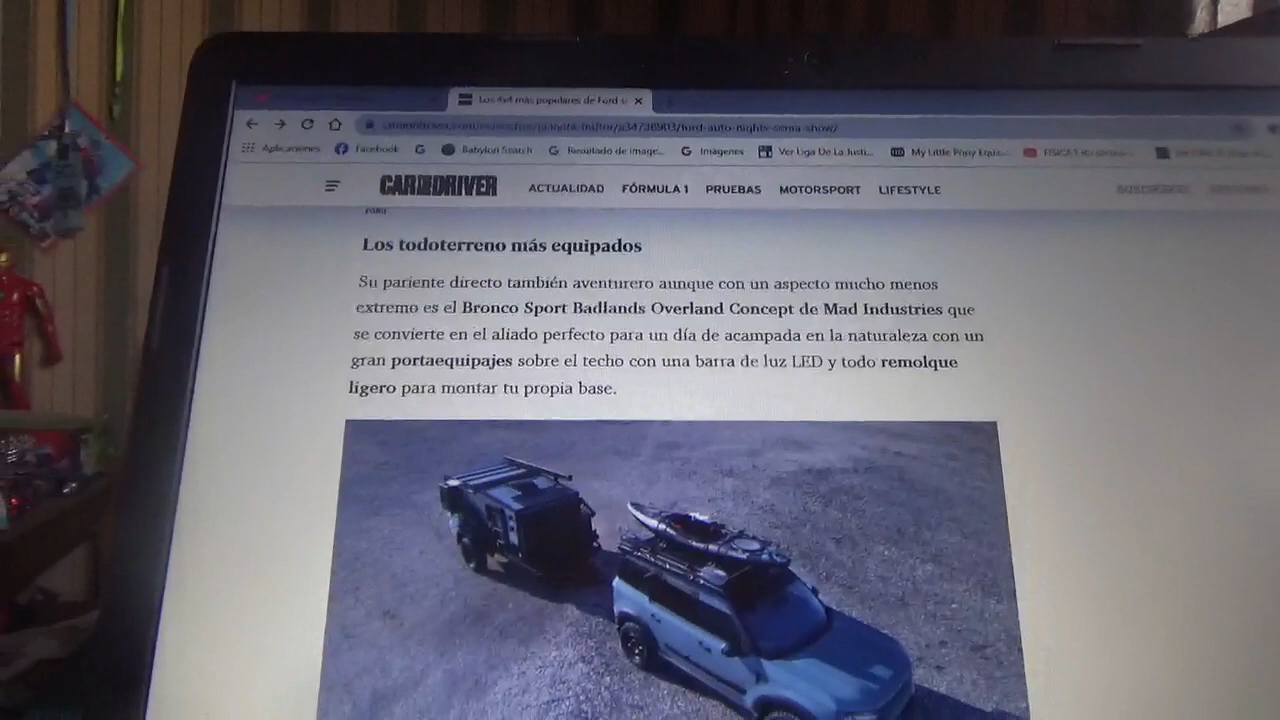 Los 4x4 más populares de Ford
Aplicaciones Facebook Babylon Search Resultado de image... Imágenes Ver Liga De La Justi... My Little Pony Eques...
CAR AND DRIVER ACTUALIDAD FÓRMULA 1 PRUEBAS MOTORSPORT LIFESTYLE
FORD
Los todoterreno más equipados
Su pariente directo también aventurero aunque con un aspecto mucho menos
extremo es el Bronco Sport Badlands Overland Concept de Mad Industries que
se convierte en el aliado perfecto para un día de acampada en la naturaleza con un
gran portaequipajes sobre el techo con una barra de luz LED y todo remolque
ligero para montar tu propia base.